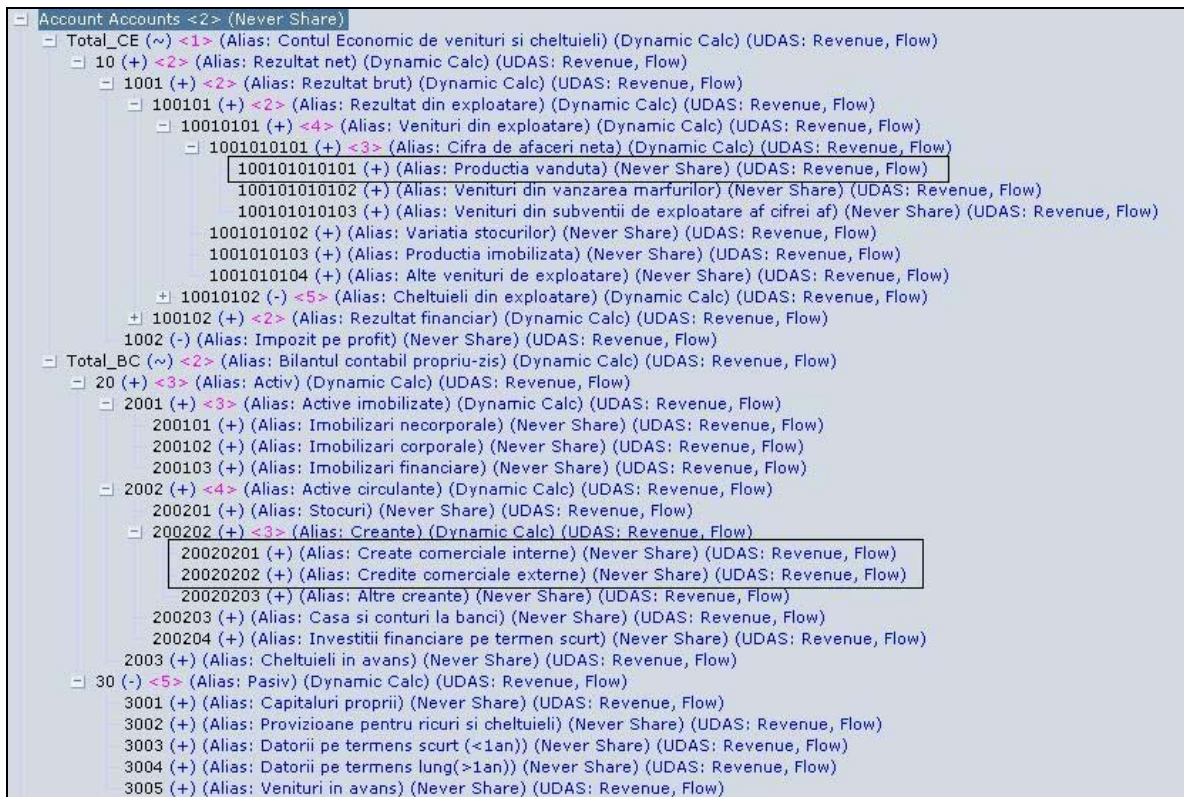 Account Accounts <2> (Never Share)
Total_CE (~) <1> (Alias: Contul Economic de venituri si cheltuieli) (Dynamic Calc) (UDAS: Revenue, Flow)
10 (+) <2> (Alias: Rezultat net) (Dynamic Calc) (UDAS: Revenue, Flow)
1001 (+) <2> (Alias: Rezultat brut) (Dynamic Calc) (UDAS: Revenue, Flow)
100101 (+) <2> (Alias: Rezultat din exploatare) (Dynamic Calc) (UDAS: Revenue, Flow)
10010101 (+) <4> (Alias: Venituri din exploatare) (Dynamic Calc) (UDAS: Revenue, Flow)
1001010101 (+) <3> (Alias: Cifra de afaceri neta) (Dynamic Calc) (UDAS: Revenue, Flow)
100101010101 (+) (Alias: Productia vanduta) (Never Share) (UDAS: Revenue, Flow)
100101010102 (+) (Alias: Venituri din vanzarea marfurilor) (Never Share) (UDAS: Revenue, Flow)
100101010103 (+) (Alias: Venituri din subventii de exploatare af cifrei af) (Never Share) (UDAS: Revenue, Flow)
1001010102 (+) (Alias: Variatia stocurilor) (Never Share) (UDAS: Revenue, Flow)
1001010103 (+) (Alias: Productia imobilizata) (Never Share) (UDAS: Revenue, Flow)
1001010104 (+) (Alias: Alte venituri de exploatare) (Never Share) (UDAS: Revenue, Flow)
10010102 (-) <5> (Alias: Cheltuieli din exploatare) (Dynamic Calc) (UDAS: Revenue, Flow)
100102 (+) <2> (Alias: Rezultat financiar) (Dynamic Calc) (UDAS: Revenue, Flow)
1002 (-) (Alias: Impozit pe profit) (Never Share) (UDAS: Revenue, Flow)
Total_BC (~) <2> (Alias: Bilantul contabil propriu-zis) (Dynamic Calc) (UDAS: Revenue, Flow)
20 (+) <3> (Alias: Activ) (Dynamic Calc) (UDAS: Revenue, Flow)
2001 (+) <3> (Alias: Active imobilizate) (Dynamic Calc) (UDAS: Revenue, Flow)
200101 (+) (Alias: Imobilizari necorporale) (Never Share) (UDAS: Revenue, Flow)
200102 (+) (Alias: Imobilizari corporale) (Never Share) (UDAS: Revenue, Flow)
200103 (+) (Alias: Imobilizari financiare) (Never Share) (UDAS: Revenue, Flow)
2002 (+) <4> (Alias: Active circulante) (Dynamic Calc) (UDAS: Revenue, Flow)
200201 (+) (Alias: Stocuri) (Never Share) (UDAS: Revenue, Flow)
200202 (+) <3> (Alias: Creante) (Dynamic Calc) (UDAS: Revenue, Flow)
20020201 (+) (Alias: Create comerciale interne) (Never Share) (UDAS: Revenue, Flow)
20020202 (+) (Alias: Credite comerciale externe) (Never Share) (UDAS: Revenue, Flow)
20020203 (+) (Alias: Altre creante) (Never Share) (UDAS: Revenue, Flow)
200203 (+) (Alias: Casa si conturi la banci) (Never Share) (UDAS: Revenue, Flow)
200204 (+) (Alias: Investitii financiare pe termen scurt) (Never Share) (UDAS: Revenue, Flow)
2003 (+) (Alias: Cheltuieli in avans) (Never Share) (UDAS: Revenue, Flow)
30 (-) <5> (Alias: Pasiv) (Dynamic Calc) (UDAS: Revenue, Flow)
3001 (+) (Alias: Capitaluri proprii) (Never Share) (UDAS: Revenue, Flow)
3002 (+) (Alias: Provizioane pentru ricuri si cheltuieli) (Never Share) (UDAS: Revenue, Flow)
3003 (+) (Alias: Datorii pe termens scurt (<1an)) (Never Share) (UDAS: Revenue, Flow)
3004 (+) (Alias: Datorii pe termens lung(>1an)) (Never Share) (UDAS: Revenue, Flow)
3005 (+) (Alias: Venituri in avans) (Never Share) (UDAS: Revenue, Flow)